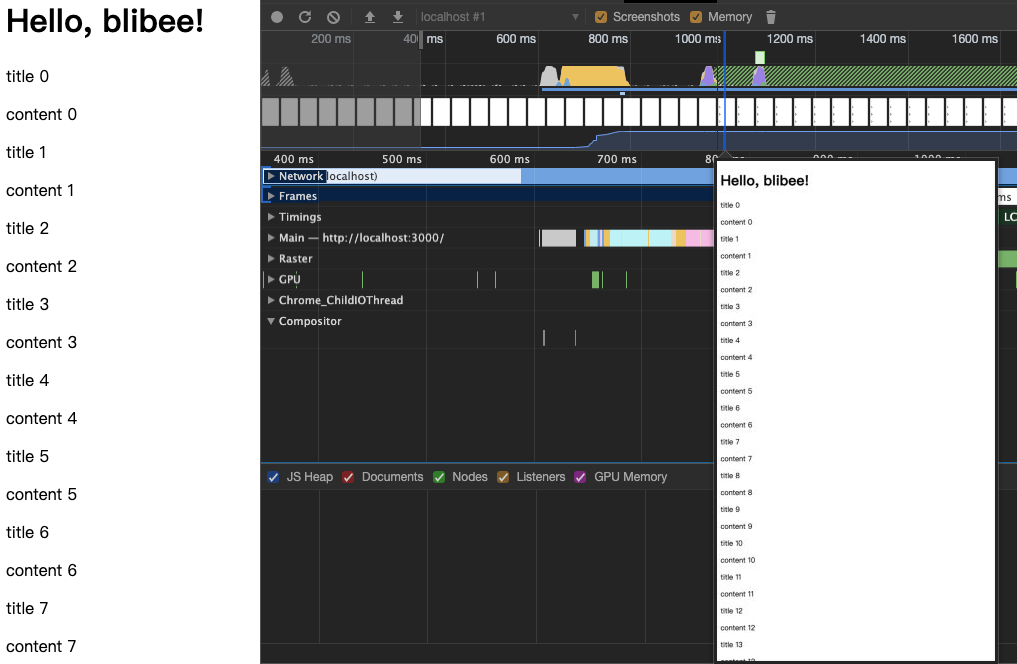 Hello, blibee!
title 0
content 0
title 1
content 1
title 2
content 2
title 3
content 3
title 4
content 4
title 5
content 5
title 6
content 6
title 7
content 7
localhost #1
Screenshots
Memory
200 ms
ms
600 ms
800 ms
1000 ms
1200 ms
1400 ms
1600 ms
400 ms
500 ms
600 ms
700 ms
Network localhost)
Frames
ms
Timings
Main — http://localhost:3000/
Raster
GPU
Chrome_ChildIOThread
Compositor
JS Heap
Documents
Nodes
Listeners
GPU Memory
Hello, blibee!
title 0
content 0
title 1
content 1
title 2
content 2
title 3
content 3
title 4
content 4
title 5
content 5
title 6
content 6
title 7
content 7
title 8
content 8
title 9
content 9
title 10
content 10
title 11
content 11
title 12
content 12
title 13